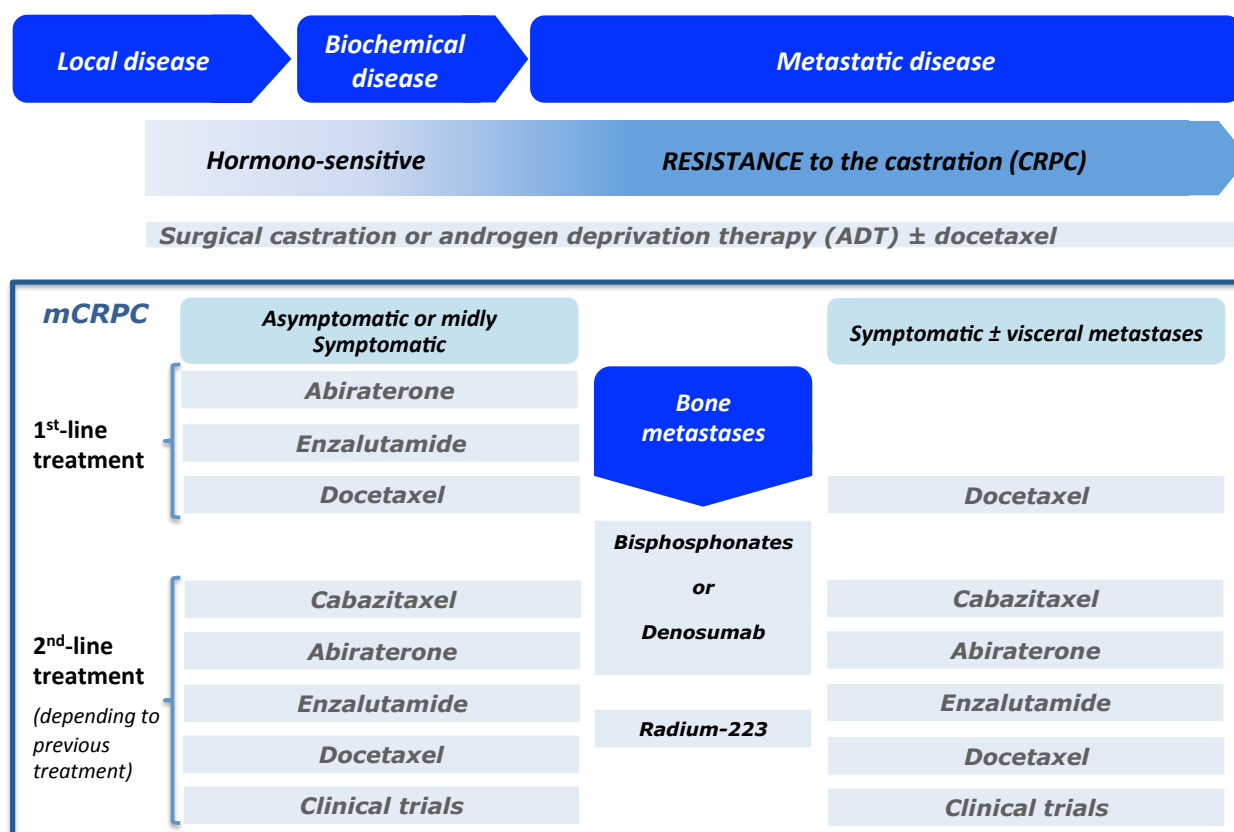 Local disease
Biochemical
disease
Metastatic disease
Hormono-sensitive
RESISTANCE to the castration (CRPC)
Surgical castration or androgen deprivation therapy (ADT) ± docetaxel
mCRPC
Asymptomatic or midly
Symptomatic
Symptomatic ± visceral metastases
1st-line
treatment
Abiraterone
Enzalutamide
Docetaxel
Bone
metastases
Docetaxel
Bisphosphonates
or
Denosumab
Radium-223
2nd-line
treatment
(depending to
previous
treatment)
Cabazitaxel
Abiraterone
Enzalutamide
Docetaxel
Clinical trials
Cabazitaxel
Abiraterone
Enzalutamide
Docetaxel
Clinical trials